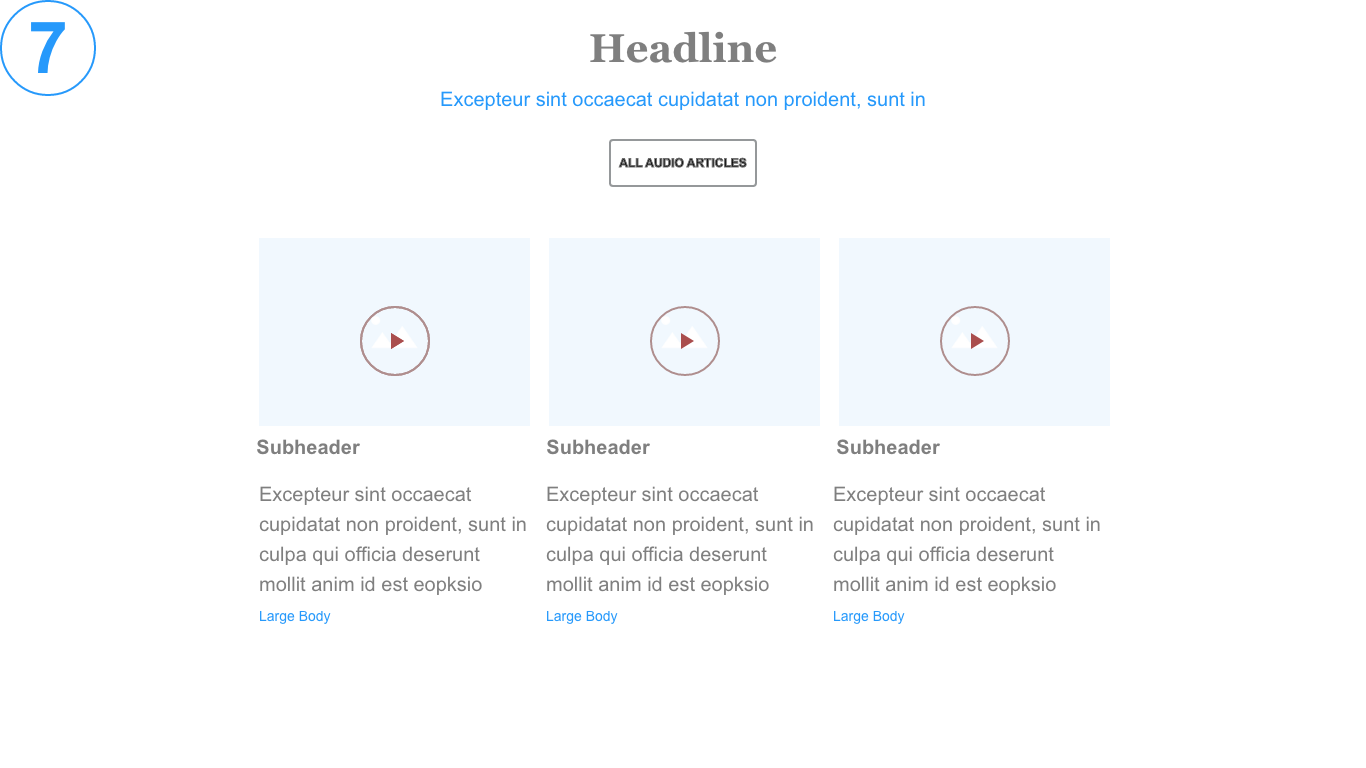 7
Headline
Excepteur sint occaecat cupidatat non proident, sunt in
ALL AUDIO ARTICLES
Subheader
Excepteur sint occaecat
cupidatat non proident, sunt in
culpa qui officia deserunt
mollit anim id est eopksio
Large Body
Subheader
Excepteur sint occaecat
cupidatat non proident, sunt in
culpa qui officia deserunt
mollit anim id est eopksio
Large Body
Subheader
Excepteur sint occaecat
cupidatat non proident, sunt in
culpa qui officia deserunt
mollit anim id est eopksio
Large Body